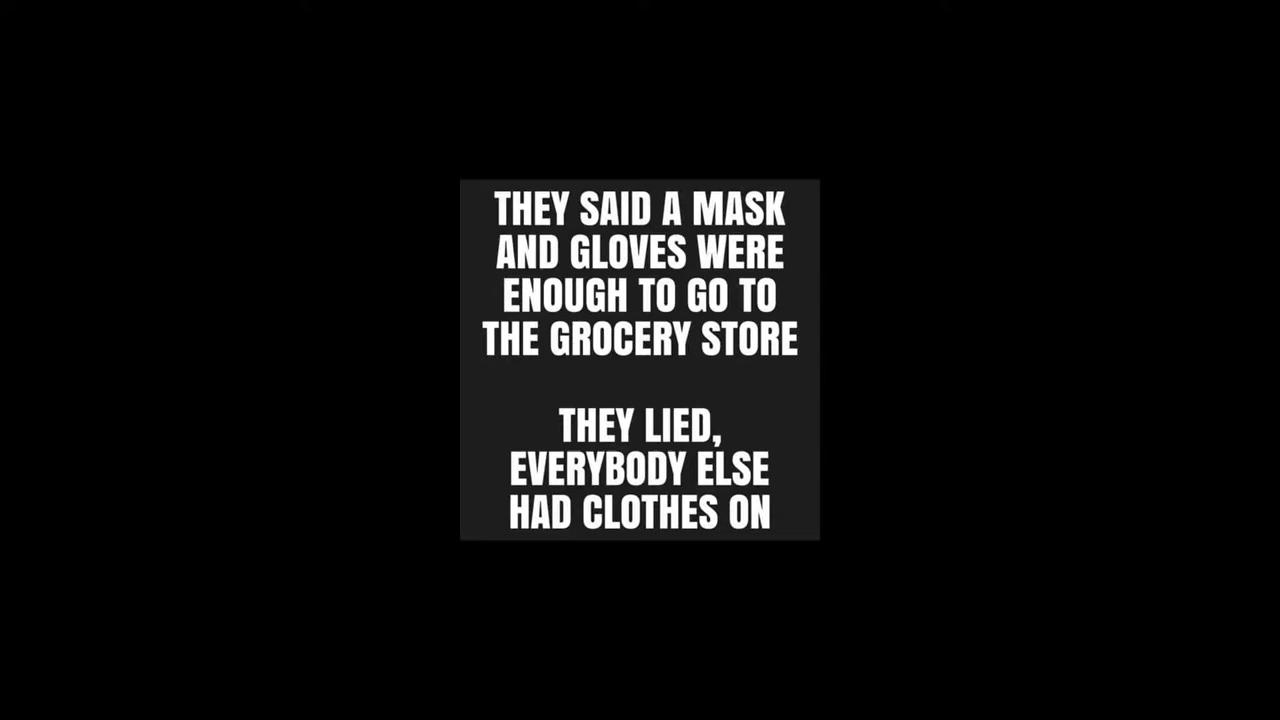 THEY SAID A MASK
AND GLOVES WERE
ENOUGH TO GO TO
THE GROCERY STORE
THEY LIED,
EVERYBODY ELSE
HAD CLOTHES ON